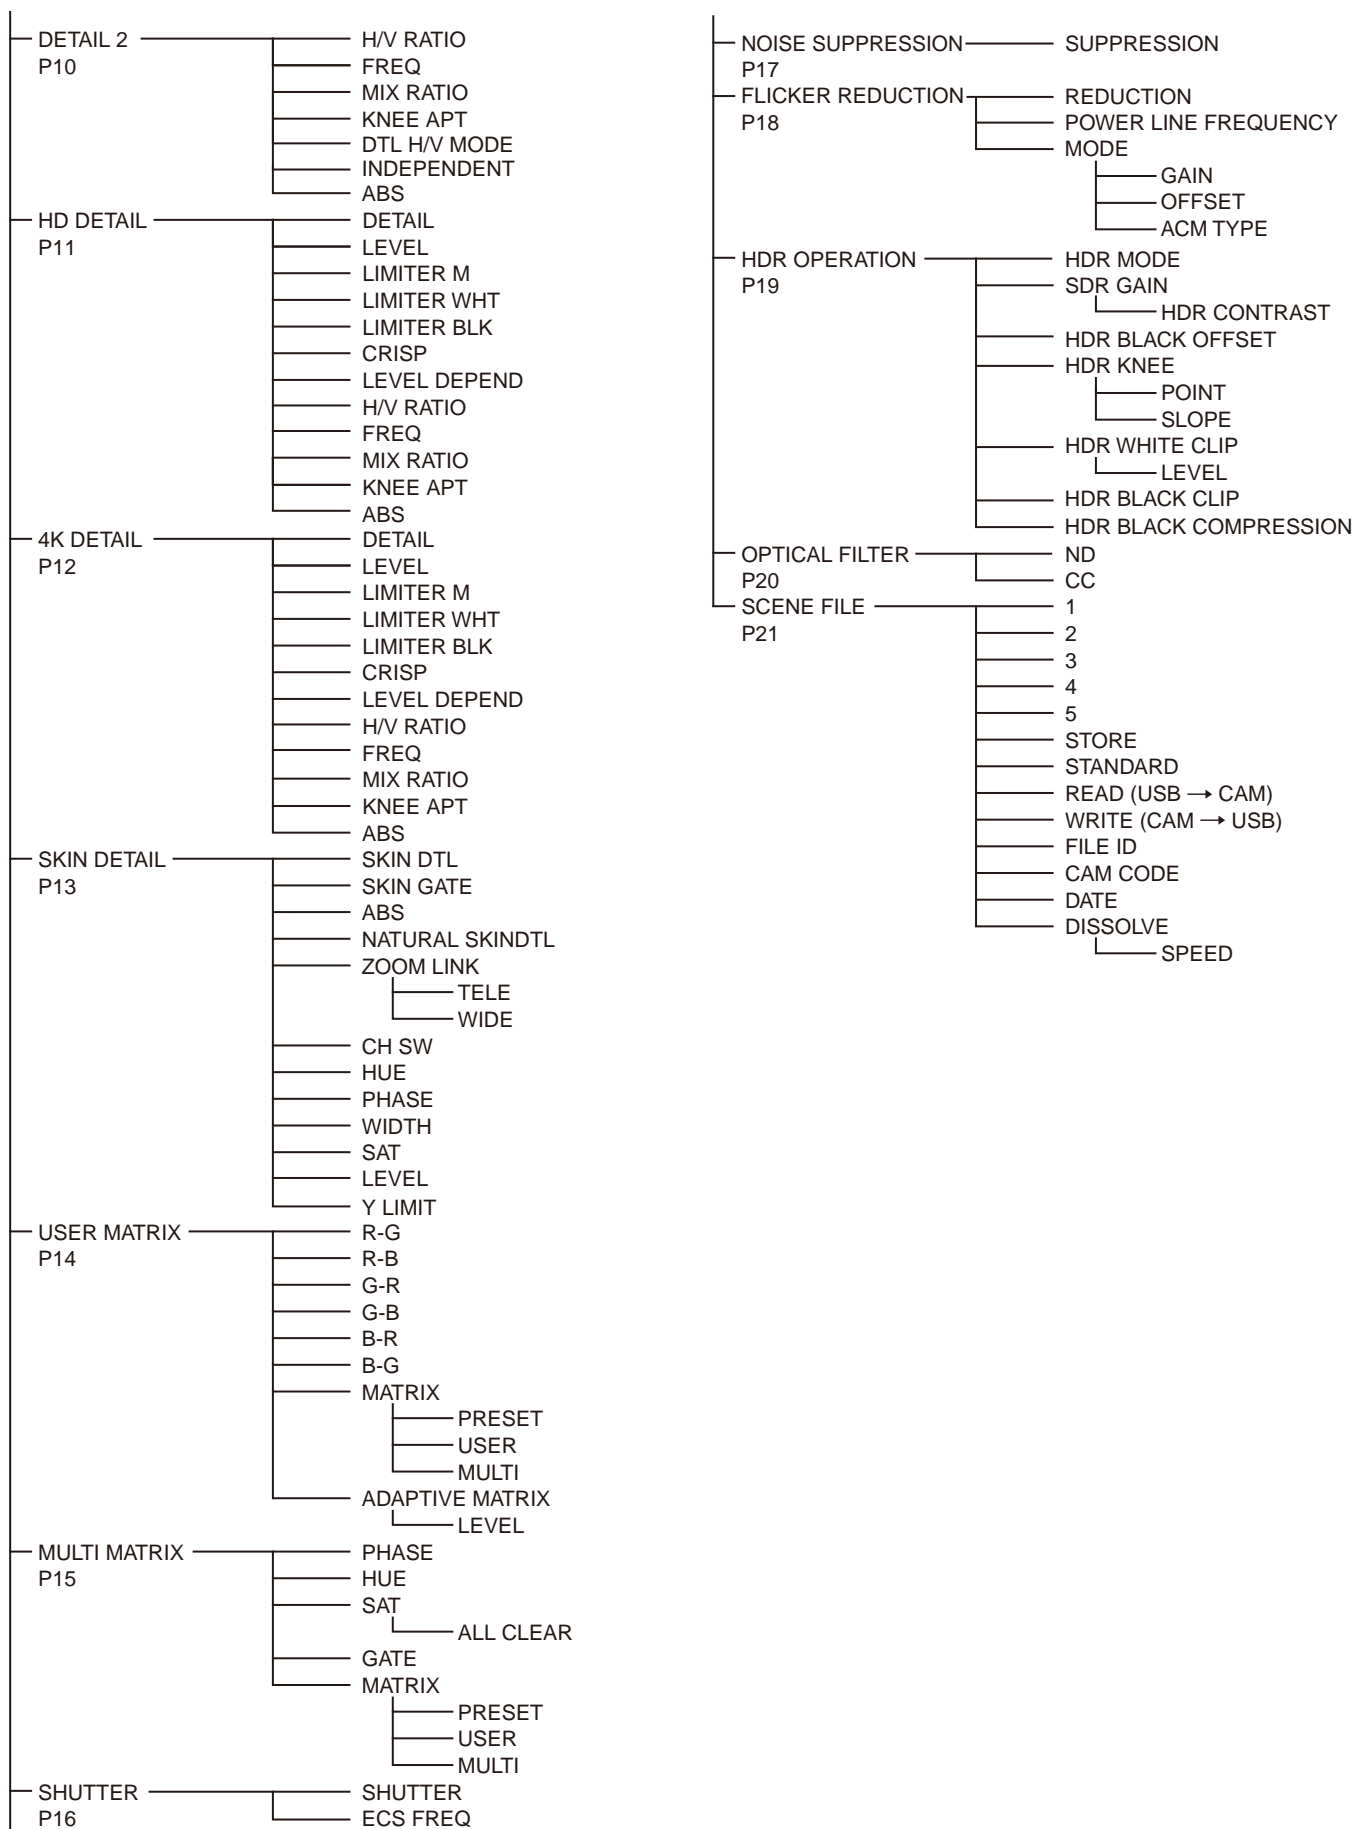 DETAIL 2
P10
H/V RATIO
FREQ
MIX RATIO
KNEE APT
DTL H/V MODE
INDEPENDENT
ABS
HD DETAIL
P11
DETAIL
LEVEL
LIMITER M
LIMITER WHT
LIMITER BLK
CRISP
LEVEL DEPEND
H/V RATIO
FREQ
MIX RATIO
KNEE APT
ABS
4K DETAIL
P12
DETAIL
LEVEL
LIMITER M
LIMITER WHT
LIMITER BLK
CRISP
LEVEL DEPEND
H/V RATIO
FREQ
MIX RATIO
KNEE APT
ABS
SKIN DETAIL
P13
SKIN DTL
SKIN GATE
ABS
NATURAL SKINDTL
ZOOM LINK
TELE
WIDE
CH SW
HUE
PHASE
WIDTH
SAT
LEVEL
Y LIMIT
USER MATRIX
P14
R-G
R-B
G-R
G-B
B-R
B-G
MATRIX
PRESET
USER
MULTI
ADAPTIVE MATRIX
LEVEL
MULTI MATRIX
P15
PHASE
HUE
SAT
ALL CLEAR
GATE
MATRIX
PRESET
USER
MULTI
SHUTTER
P16
SHUTTER
ECS FREQ
NOISE SUPPRESSION
P17
SUPPRESSION
FLICKER REDUCTION
P18
REDUCTION
POWER LINE FREQUENCY
MODE
GAIN
OFFSET
ACM TYPE
HDR OPERATION
P19
HDR MODE
SDR GAIN
HDR CONTRAST
HDR BLACK OFFSET
HDR KNEE
POINT
SLOPE
HDR WHITE CLIP
LEVEL
HDR BLACK CLIP
HDR BLACK COMPRESSION
OPTICAL FILTER
P20
ND
CC
SCENE FILE
P21
1
2
3
4
5
STORE
STANDARD
READ (USB → CAM)
WRITE (CAM → USB)
FILE ID
CAM CODE
DATE
DISSOLVE
SPEED